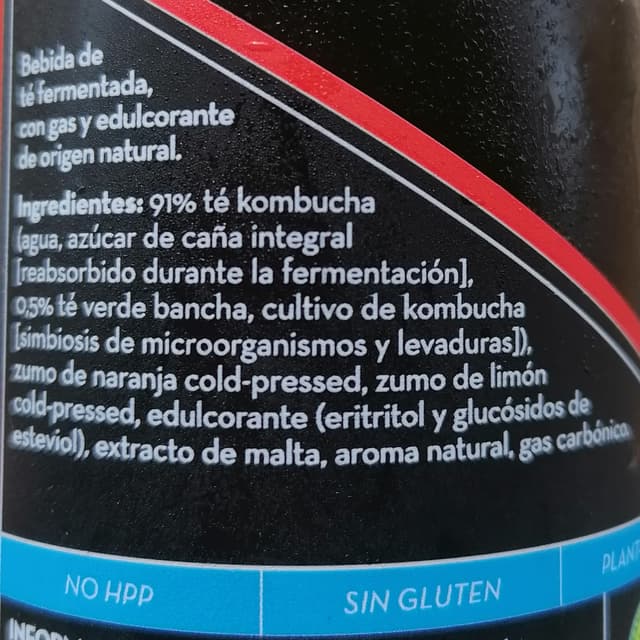 Bebida de
té fermentada,
con gas y edulcorante
de origen natural.
Ingredientes: 91% té kombucha
(agua, azúcar de caña integral
[reabsorbido durante la fermentación],
0,5% té verde bancha, cultivo de kombucha
[simbiosis de microorganismos y levaduras]),
zumo de naranja cold-pressed, zumo de limón
cold-pressed, edulcorante (eritritol y glucósidos de
esteviol), extracto de malta, aroma natural, gas carbónico.
NO HPP
SIN GLUTEN
PLANT